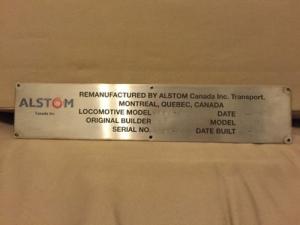 ALSTOM
Canada Inc
REMANUFACTURED BY ALSTOM Canada Inc. Transport.
MONTREAL, QUEBEC, CANADA
LOCOMOTIVE MODEL DATE
ORIGINAL BUILDER MODEL
SERIAL NO. DATE BUILT